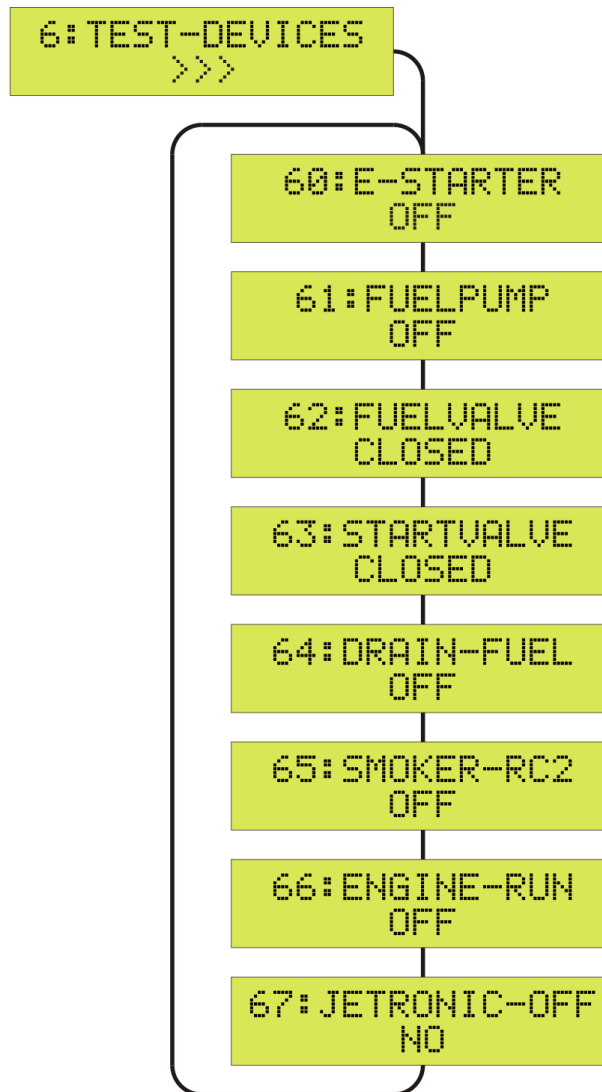 6:TEST-DEVICES
>>>
60:E-STARTER
OFF
61:FUELPUMP
OFF
62:FUELVALVE
CLOSED
63:STARTVALVE
CLOSED
64:DRAIN-FUEL
OFF
65:SMOKER-RC2
OFF
66:ENGINE-RUN
OFF
67:JETRONIC-OFF
NO